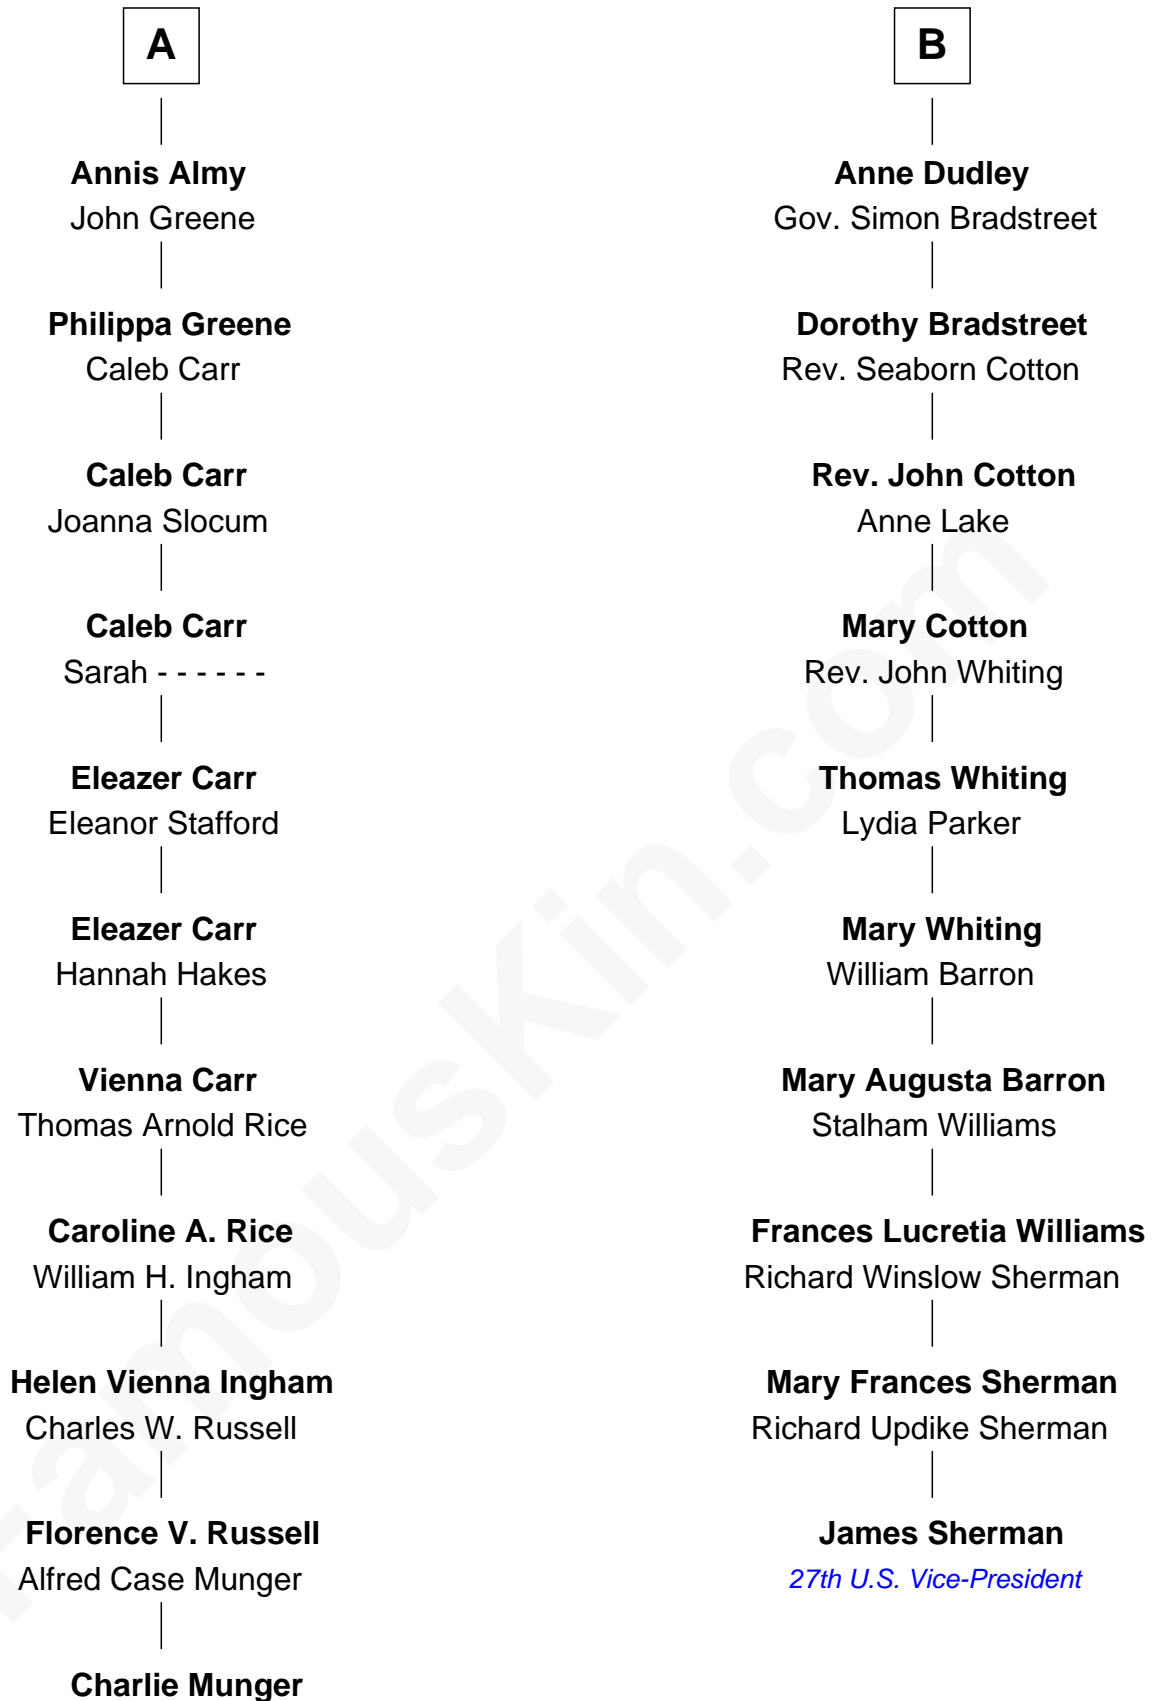 A
Annis Almy
John Greene
Philippa Greene
Caleb Carr
Caleb Carr
Joanna Slocum
Caleb Carr
Sarah - - - - - -
Eleazer Carr
Eleanor Stafford
Eleazer Carr
Hannah Hakes
Vienna Carr
Thomas Arnold Rice
Caroline A. Rice
William H. Ingham
Helen Vienna Ingham
Charles W. Russell
Florence V. Russell
Alfred Case Munger
Charlie Munger
B
Anne Dudley
Gov. Simon Bradstreet
Dorothy Bradstreet
Rev. Seaborn Cotton
Rev. John Cotton
Anne Lake
Mary Cotton
Rev. John Whiting
Thomas Whiting
Lydia Parker
Mary Whiting
William Barron
Mary Augusta Barron
Stalham Williams
Frances Lucretia Williams
Richard Winslow Sherman
Mary Frances Sherman
Richard Updike Sherman
James Sherman
27th U.S. Vice-President
FamousKin.com